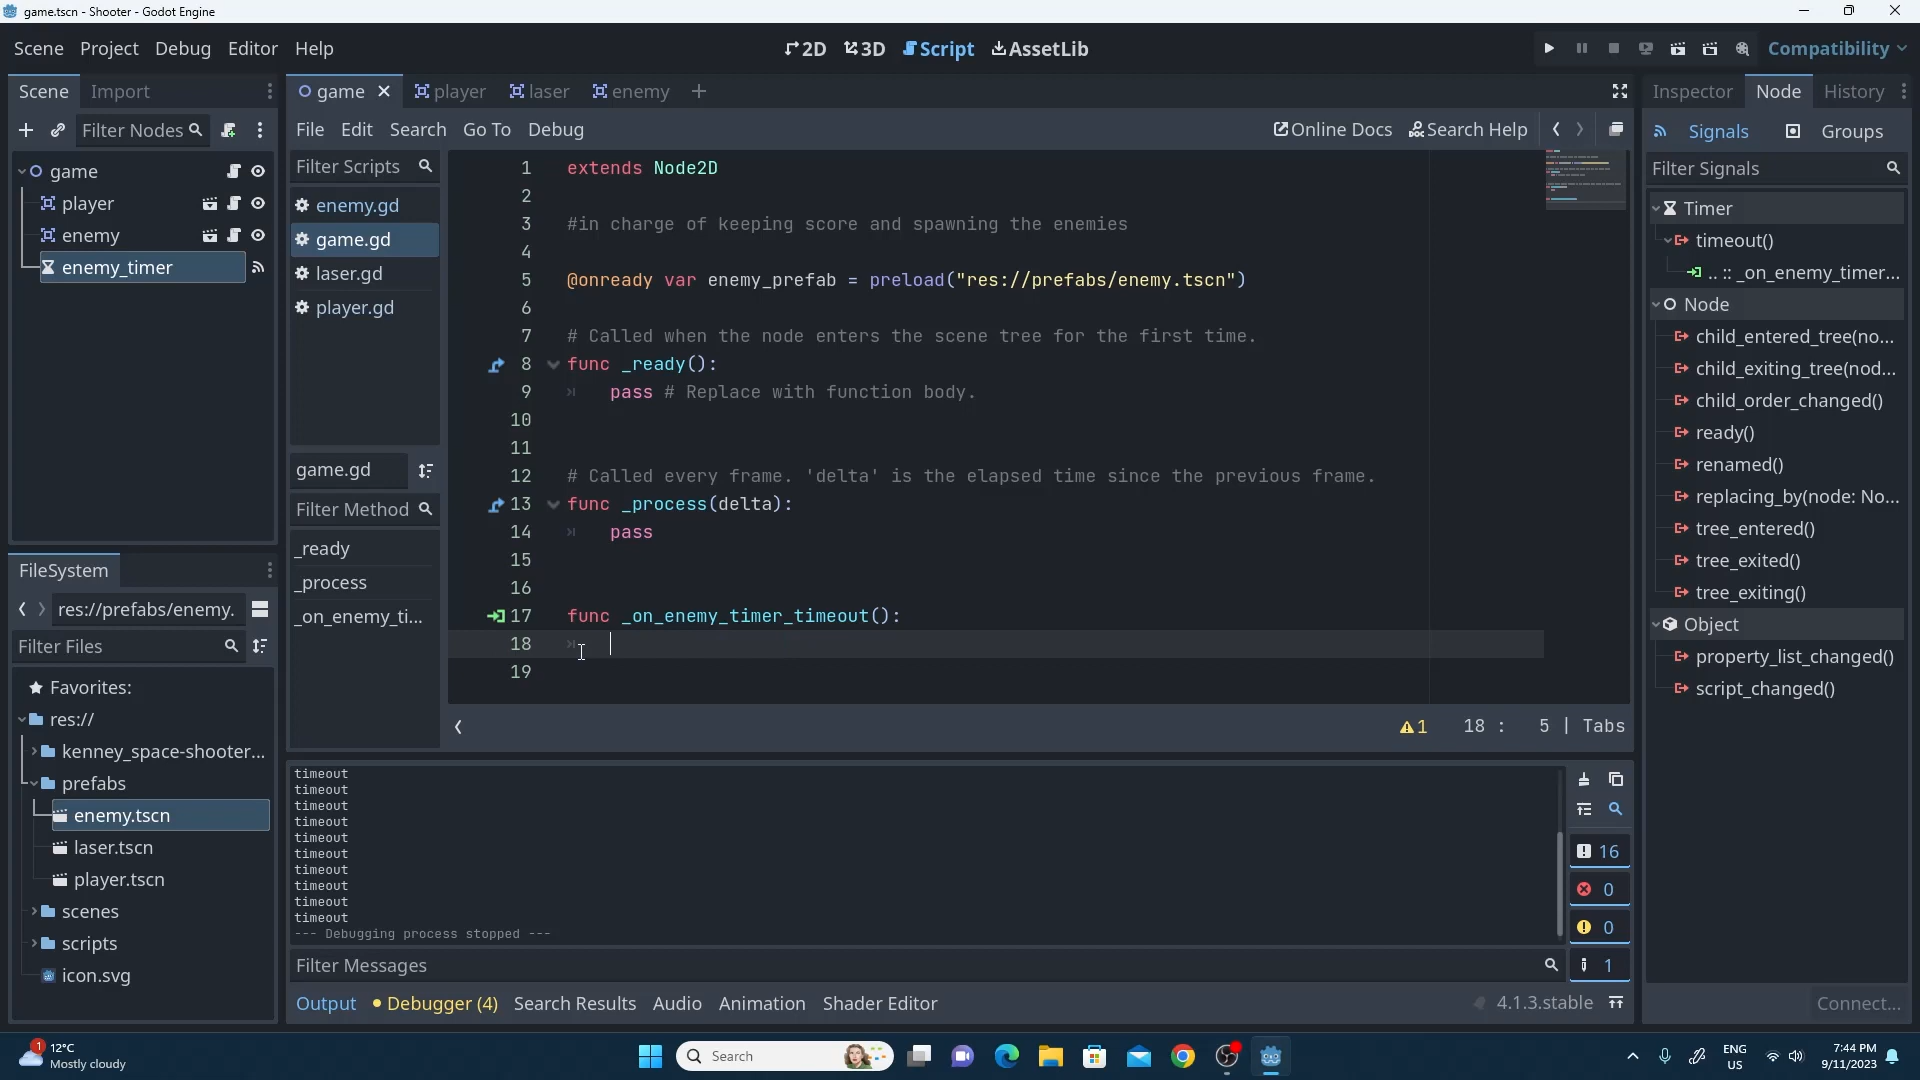 game.tscn - Shooter - Godot Engine
Scene Project Debug Editor Help
2D 3D Script AssetLib
Compatibility
Scene Import
game player laser enemy
Inspector Node History
Filter Nodes
File Edit Search Go To Debug
Online Docs Search Help
Signals Groups
game
player
enemy
enemy_timer
Filter Scripts
enemy.gd
game.gd
laser.gd
player.gd
game.gd
Filter Method
_ready
_process
_on_enemy_ti...
1 extends Node2D
2
3 #in charge of keeping score and spawning the enemies
4
5 @onready var enemy_prefab = preload("res://prefabs/enemy.tscn")
6
7 # Called when the node enters the scene tree for the first time.
8 func _ready():
9 pass # Replace with function body.
10
11
12 # Called every frame. 'delta' is the elapsed time since the previous frame.
13 func _process(delta):
14 pass
15
16
17 func _on_enemy_timer_timeout():
18
19
1 18 : 5 | Tabs
Filter Signals
Timer
timeout()
.. :: _on_enemy_timer...
Node
child_entered_tree(no...
child_exiting_tree(nod...
child_order_changed()
ready()
renamed()
replacing_by(node: No...
tree_entered()
tree_exited()
tree_exiting()
Object
property_list_changed()
script_changed()
Connect...
FileSystem
res://prefabs/enemy.
Filter Files
Favorites:
res://
kenney_space-shooter...
prefabs
enemy.tscn
laser.tscn
player.tscn
scenes
scripts
icon.svg
timeout
timeout
timeout
timeout
timeout
timeout
timeout
timeout
timeout
timeout
--- Debugging process stopped ---
16
0
0
1
Filter Messages
Output Debugger (4) Search Results Audio Animation Shader Editor
4.1.3.stable
1
12°C
Mostly cloudy
Search
ENG
US
7:44 PM
9/11/2023